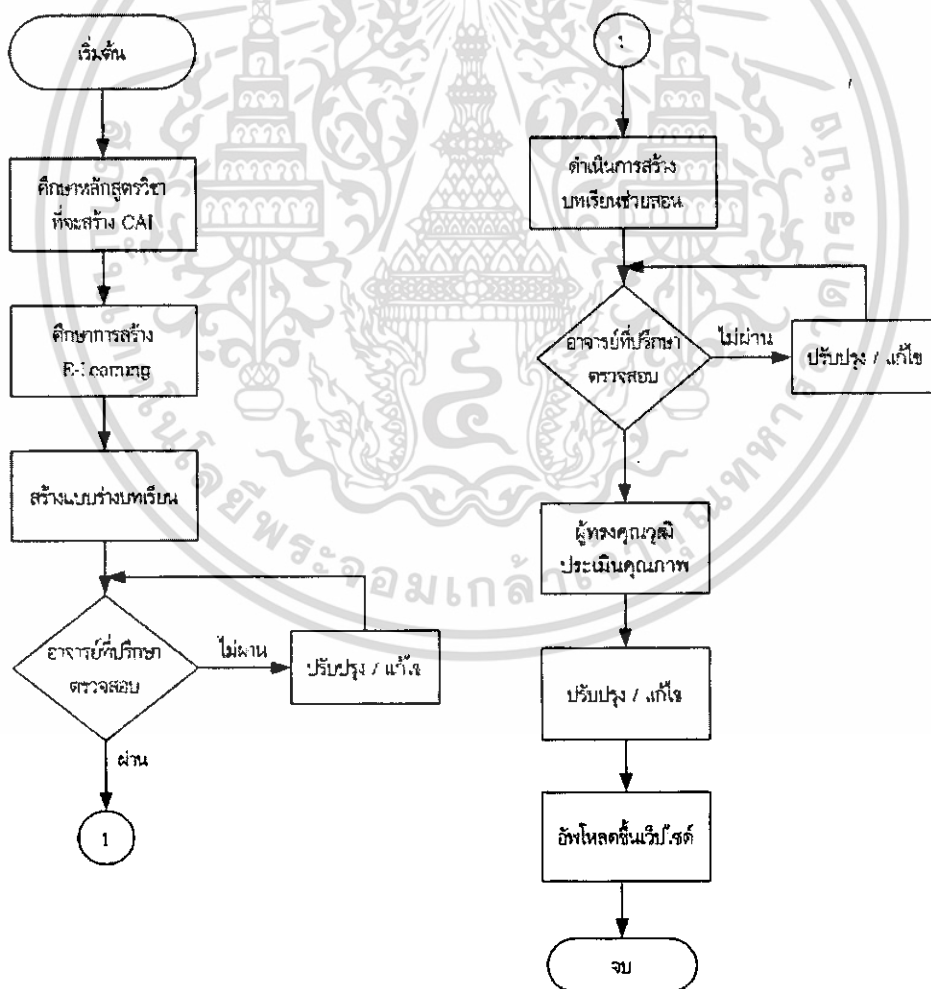 เริ่มต้น
ศึกษาหลักสูตรวิชา
ที่จะสร้าง CAI
ศึกษาการสร้าง
E-Learning
สร้างแบบร่างบทเรียน
อาจารย์ที่ปรึกษา
ตรวจสอบ
ไม่ผ่าน
ปรับปรุง / แก้ไข
ผ่าน
1
1
ดำเนินการสร้าง
บทเรียนช่วยสอน
อาจารย์ที่ปรึกษา
ตรวจสอบ
ไม่ผ่าน
ปรับปรุง / แก้ไข
ผู้ทรงคุณวุฒิ
ประเมินคุณภาพ
ปรับปรุง / แก้ไข
อัพโหลดขึ้นเว็ปไซด์
จบ